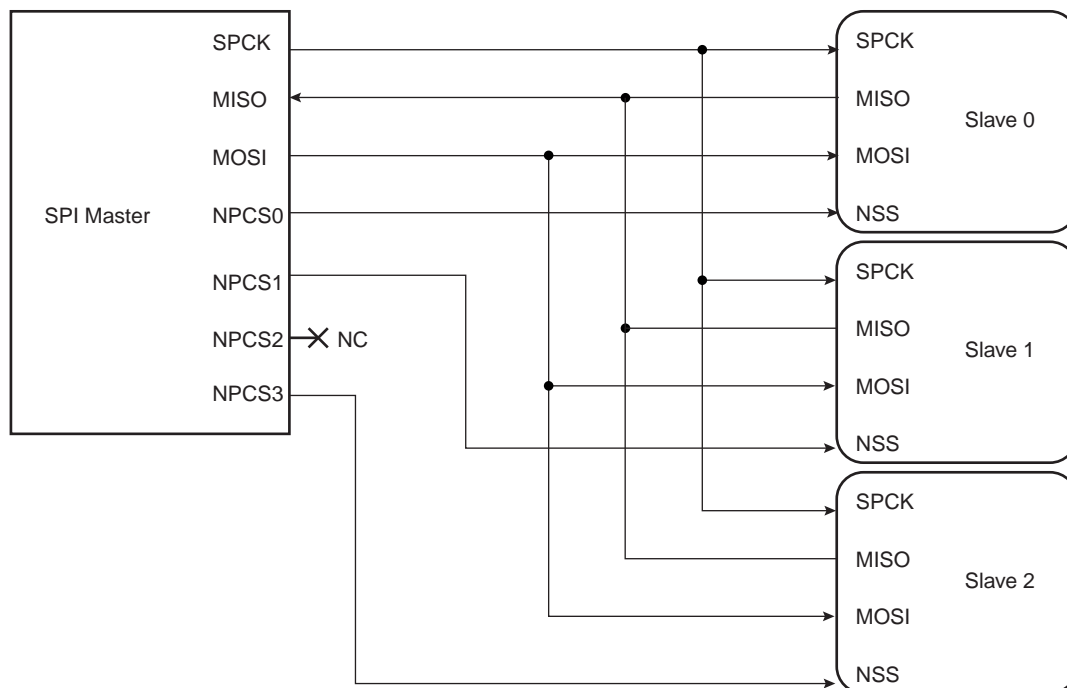 SPI Master
SPCK
MISO
MOSI
NPCS0
NPCS1
NPCS2
NC
NPCS3
SPCK
MISO
Slave 0
MOSI
NSS
SPCK
MISO
Slave 1
MOSI
NSS
SPCK
MISO
Slave 2
MOSI
NSS